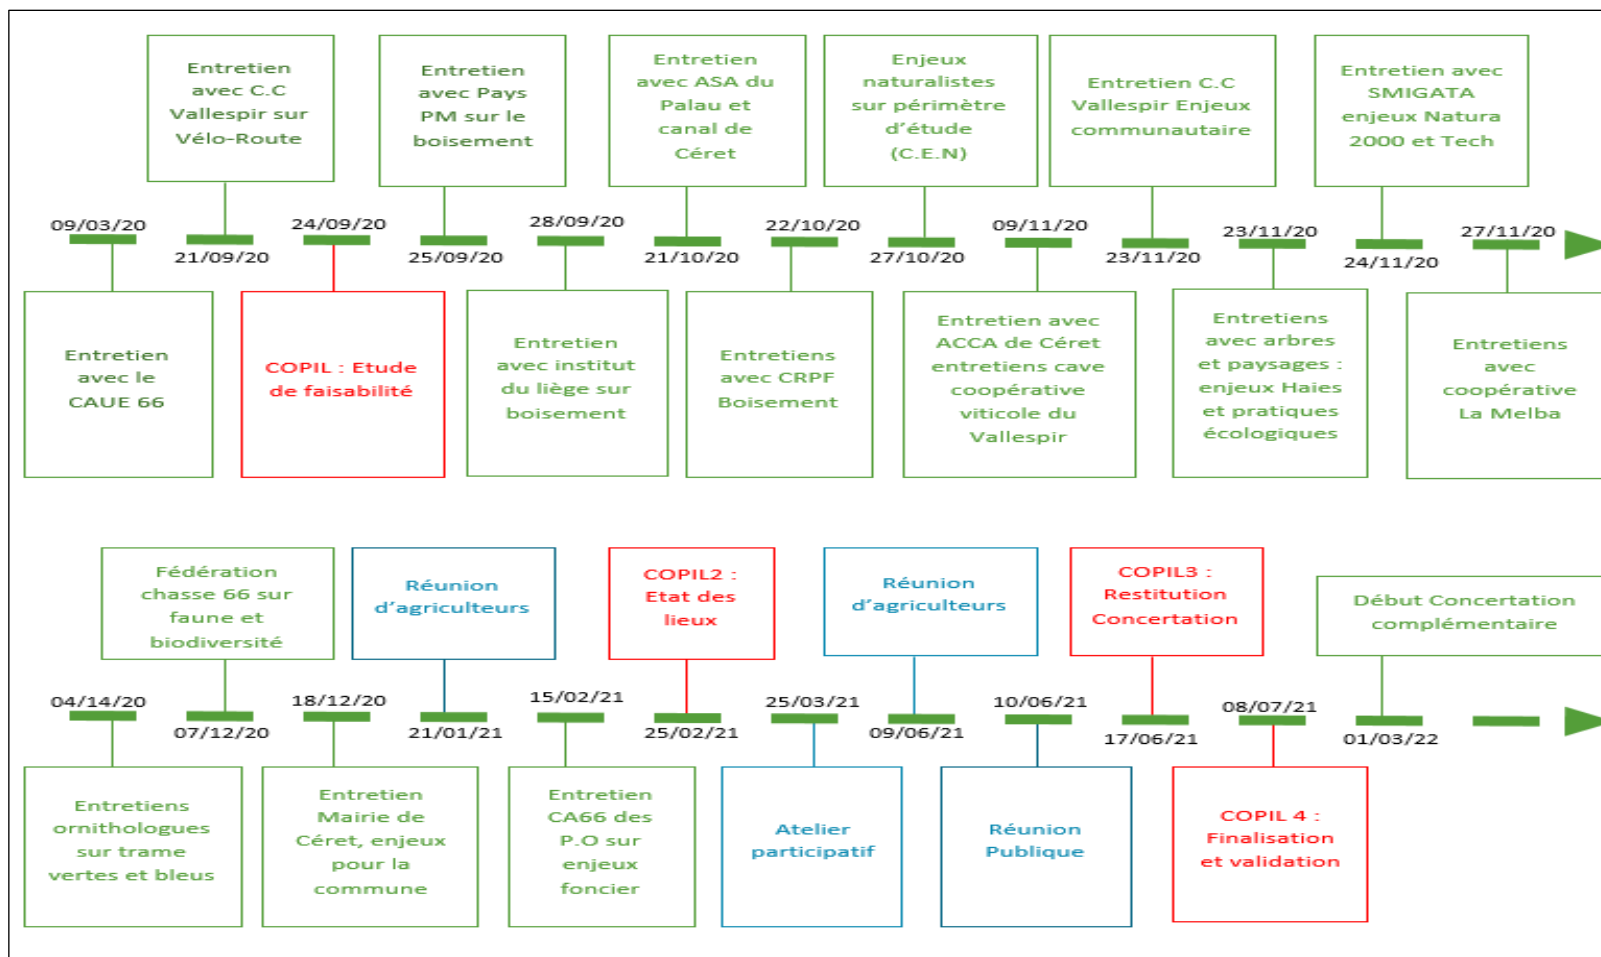 Entretien
avec C.C
Vallespir sur
Vélo-Route
Entretien
avec Pays
PM sur le
boisement
Entretien
avec ASA du
Palau et
canal de
Céret
Enjeux
naturalistes
sur périmètre
d'étude
(C.E.N)
Entretien C.C
Vallespir Enjeux
communautaire
Entretien avec
SMIGATA
enjeux Natura
2000 et Tech
09/03/20
21/09/20
24/09/20
25/09/20
28/09/20
21/10/20
22/10/20
27/10/20
09/11/20
23/11/20
23/11/20
24/11/20
27/11/20
Entretien
avec le
CAUE 66
COPIL : Etude
de faisabilité
Entretien
avec institut
du liège sur
boisement
Entretiens
avec CRPF
Boisement
Entretien avec
ACCA de Céret
entretiens cave
coopérative
viticole du
Vallespir
Entretiens
avec arbres
et paysages :
enjeux Haies
et pratiques
écologiques
Entretiens
avec
coopérative
La Melba
Fédération
chasse 66 sur
faune et
biodiversité
Réunion
d'agriculteurs
COPIL2 :
Etat des
lieux
Réunion
d'agriculteurs
COPIL3 :
Restitution
Concertation
Début Concertation
complémentaire
04/14/20
07/12/20
18/12/20
21/01/21
15/02/21
25/02/21
25/03/21
09/06/21
10/06/21
17/06/21
08/07/21
01/03/22
Entretiens
ornithologues
sur trame
vertes et bleus
Entretien
Mairie de
Céret, enjeux
pour la
commune
Entretien
CA66 des
P.O sur
enjeux
foncier
Atelier
participatif
Réunion
Publique
COPIL 4 :
Finalisation
et validation